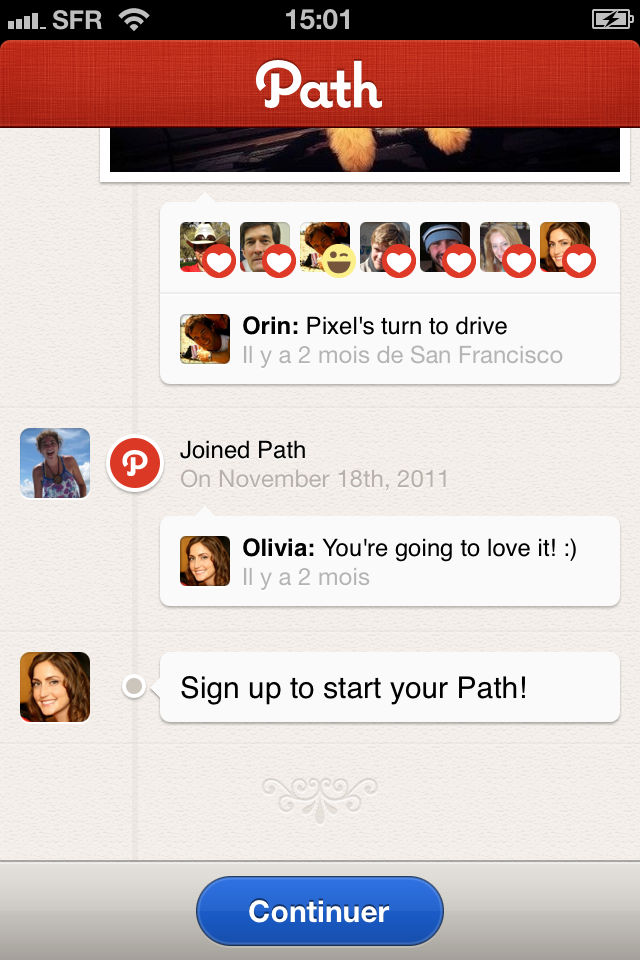 SFR 15:01
Path
Orin: Pixel's turn to drive
Il y a 2 mois de San Francisco
Joined Path
On November 18th, 2011
Olivia: You're going to love it! :)
Il y a 2 mois
Sign up to start your Path!
Continuer